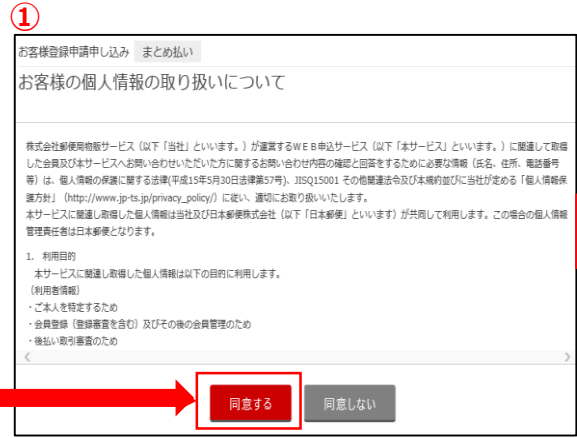 ①
お客様登録申請申し込み まとめ払い
お客様の個人情報の取り扱いについて
株式会社郵便局物販サービス（以下「当社」といいます。）が運営するＷＥＢ申込サービス（以下「本サービス」といいます。）に関連して取得
した会員及び本サービスへお問い合わせいただいた方に関するお問い合わせ内容の確認と回答をするために必要な情報（氏名、住所、電話番号
等）は、個人情報の保護に関する法律(平成15年5月30日法律第57号)、JISQ15001 その他関連法令及び本規約並びに当社が定める「個人情報保
護方針」（http://www.jp-ts.jp/privacy_policy/）に従い、適切にお取り扱いいたします。
本サービスに関連し取得した個人情報は当社及び日本郵便株式会社（以下「日本郵便」といいます）が共同して利用します。この場合の個人情報
管理責任者は日本郵便となります。
1. 利用目的
本サービスに関連し取得した個人情報は以下の目的に利用します。
（利用者情報）
・ご本人を特定するため
・会員登録（登録審査を含む）及びその後の会員管理のため
・後払い取引審査のため
同意する 同意しない